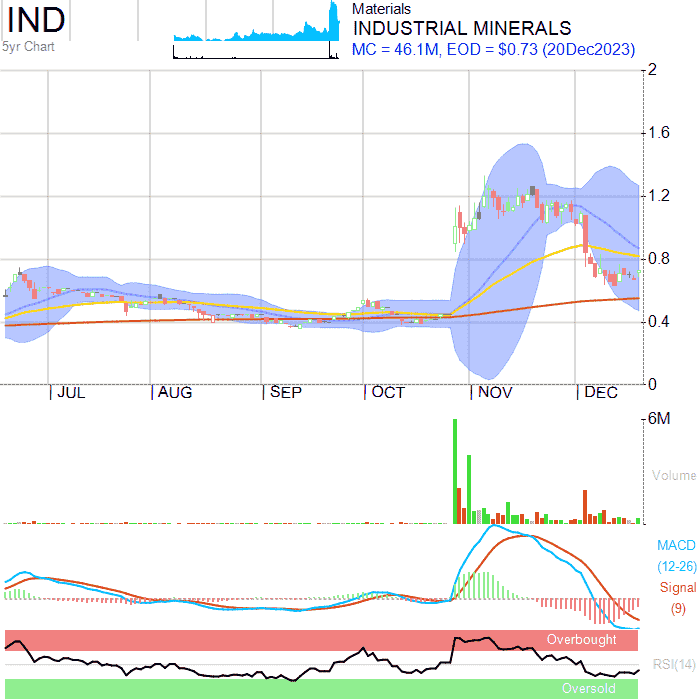 IND
5yr Chart
Materials
INDUSTRIAL MINERALS
MC = 46.1M, EOD = $0.73 (20Dec2023)
2
1.6
1.2
0.8
0.4
0
JUL
AUG
SEP
OCT
NOV
DEC
6M
Volume
MACD
(12-26)
Signal
(9)
Overbought
RSI(14)
Oversold